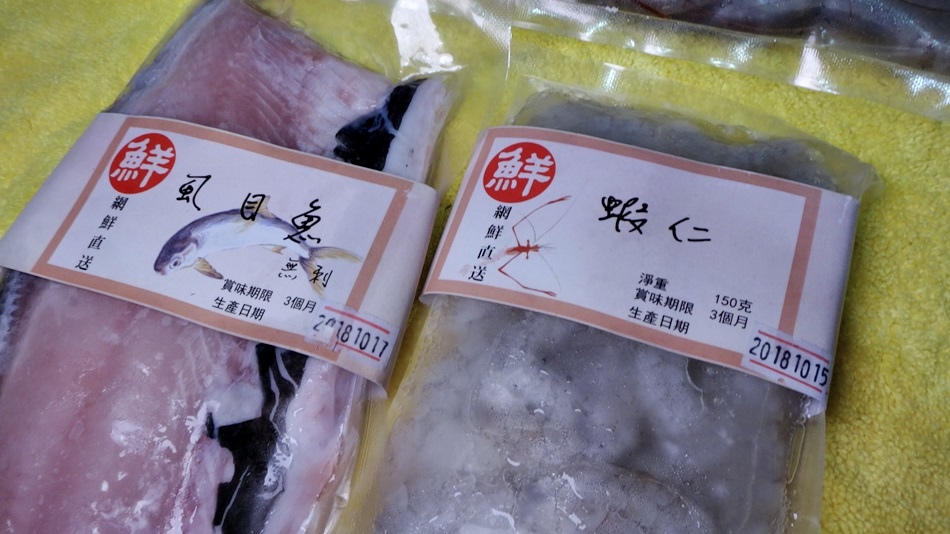 鮮
網鮮直送
虱目魚
無刺
賞味期限 3個月
生產日期 20181017
鮮
網鮮直送
蝦仁
淨重 150克
賞味期限 3個月
生產日期 20181015